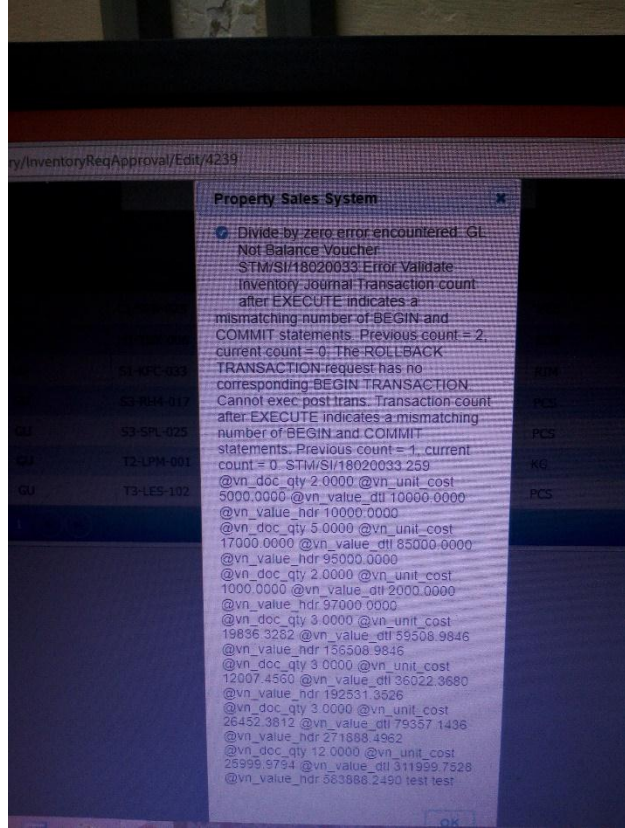 ry/InventoryReqApproval/Edit/4239
Property Sales System
Divide by zero error encountered. GL
Not Balance Voucher
STM/SI/18020033 Error Validate
Inventory Journal Transaction count
after EXECUTE indicates a
mismatching number of BEGIN and
COMMIT statements. Previous count = 2,
current count = 0. The ROLLBACK
TRANSACTION request has no
corresponding BEGIN TRANSACTION.
Cannot exec post trans. Transaction count
after EXECUTE indicates a mismatching
number of BEGIN and COMMIT
statements. Previous count = 1, current
count = 0. STM/SI/18020033 259
@vn_doc_qty 2.0000 @vn_unit_cost
5000.0000 @vn_value_dtl 10000.0000
@vn_value_hdr 10000.0000
@vn_doc_qty 5.0000 @vn_unit_cost
17000.0000 @vn_value_dtl 85000.0000
@vn_value_hdr 95000.0000
@vn_doc_qty 2.0000 @vn_unit_cost
1000.0000 @vn_value_dtl 2000.0000
@vn_value_hdr 97000.0000
@vn_doc_qty 3.0000 @vn_unit_cost
19836.3282 @vn_value_dtl 59508.9846
@vn_value_hdr 156508.9846
@vn_doc_qty 3.0000 @vn_unit_cost
12007.4560 @vn_value_dtl 36022.3680
@vn_value_hdr 192531.3526
@vn_doc_qty 3.0000 @vn_unit_cost
26452.3812 @vn_value_dtl 79357.1436
@vn_value_hdr 271888.4962
@vn_doc_qty 12.0000 @vn_unit_cost
25999.9794 @vn_value_dtl 311999.7528
@vn_value_hdr 583888.2490 test test
OK
S1-KFC-033 RIM
S3-RH4-017 PCS
GU S3-SPL-025 PCS
GU T2-LPM-001 KG
GU T3-LES-102 PCS